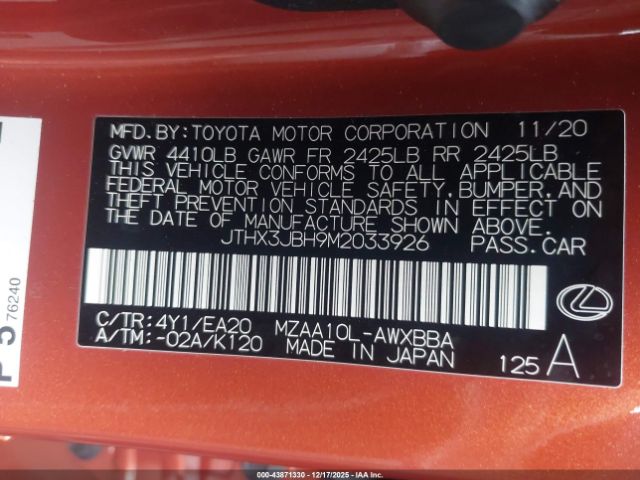 MFD.BY:TOYOTA MOTOR CORPORATION 11/20
GVWR 4410LB GAWR FR 2425LB RR 2425LB
THIS VEHICLE CONFORMS TO ALL APPLICABLE
FEDERAL MOTOR VEHICLE SAFETY,BUMPER,AND
THEFT PREVENTION STANDARDS IN EFFECT ON
THE DATE OF MANUFACTURE SHOWN ABOVE.
JTHX3JBH9M2033926 PASS.CAR
C/TR:4Y1/EA20 MZAA10L-AWXBBA
A/TM:-02A/K120 MADE IN JAPAN
125 A
P 5 76240
000-43871330 - 12/17/2025 - IAAI.COM